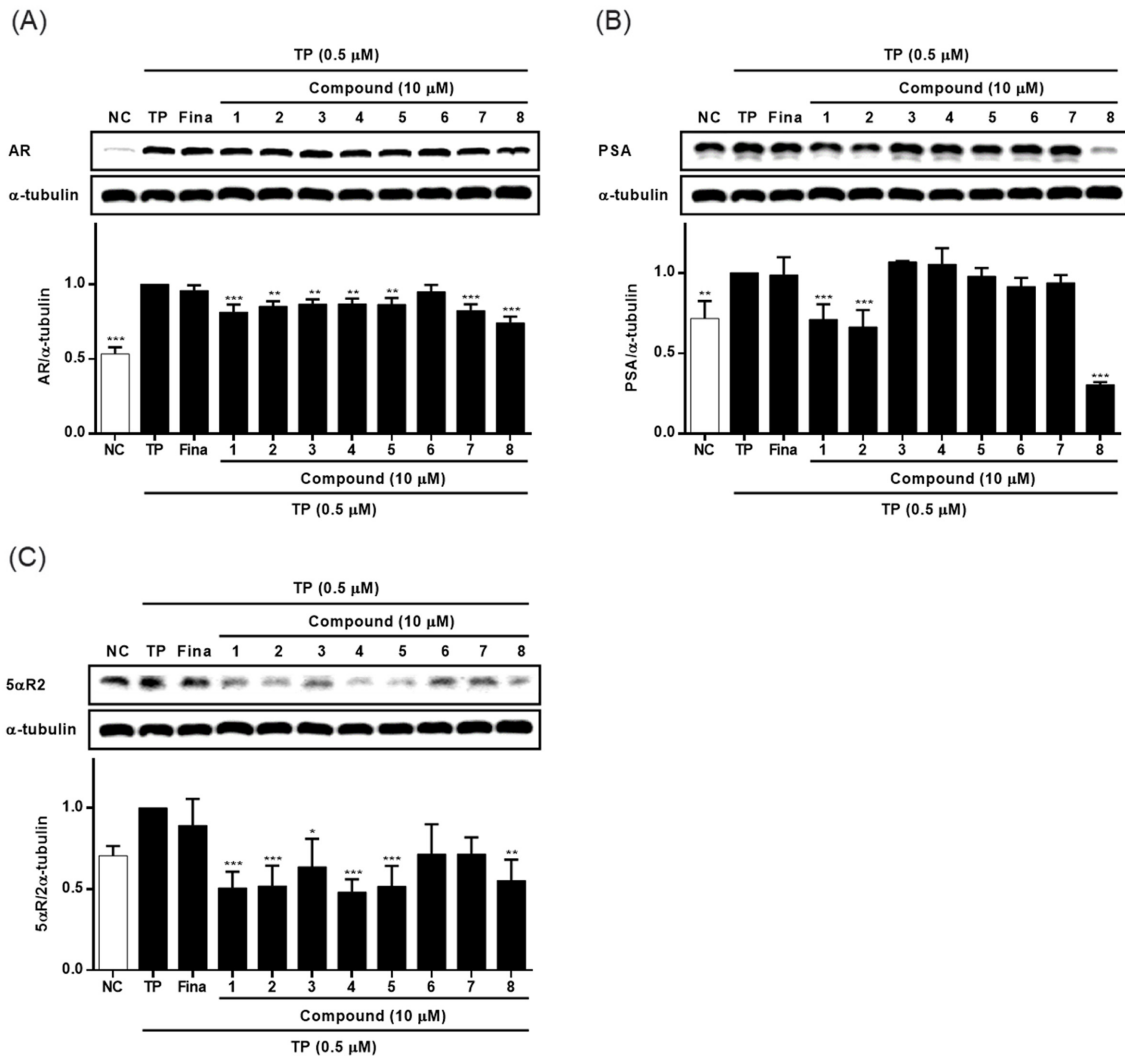 (A)
TP (0.5 μM)
Compound (10 μM)
NC TP Fina 1 2 3 4 5 6 7 8
AR
α-tubulin
AR/α-tubulin
1.0
0.5
0.0
*** *** ** ** ** ** *** ***
NC TP Fina 1 2 3 4 5 6 7 8
Compound (10 μM)
TP (0.5 μM)
(B)
TP (0.5 μM)
Compound (10 μM)
NC TP Fina 1 2 3 4 5 6 7 8
PSA
α-tubulin
PSA/α-tubulin
1.0
0.5
0.0
** *** *** ***
NC TP Fina 1 2 3 4 5 6 7 8
Compound (10 μM)
TP (0.5 μM)
(C)
TP (0.5 μM)
Compound (10 μM)
NC TP Fina 1 2 3 4 5 6 7 8
5αR2
α-tubulin
5αR/2α-tubulin
1.0
0.5
0.0
*** *** * *** *** **
NC TP Fina 1 2 3 4 5 6 7 8
Compound (10 μM)
TP (0.5 μM)